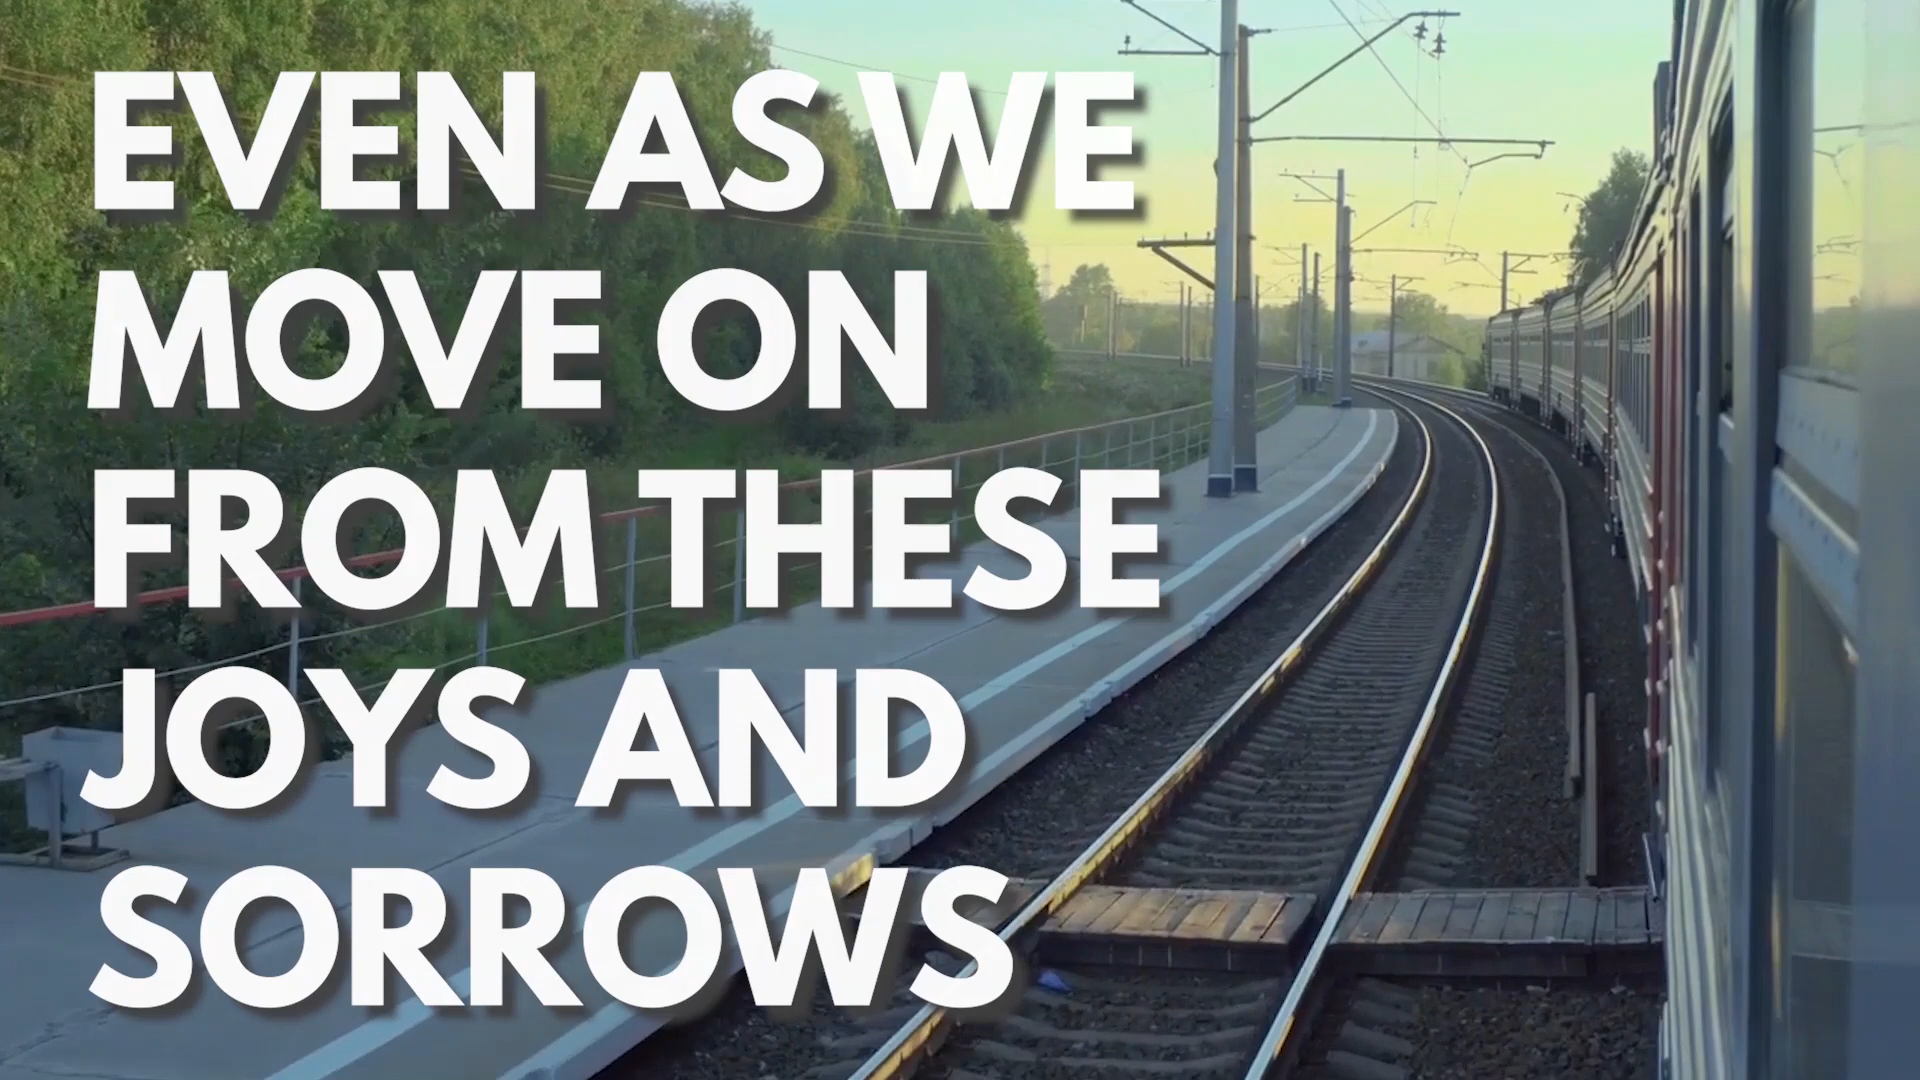 EVEN AS WE
MOVE ON
FROM THESE
JOYS AND
SORROWS